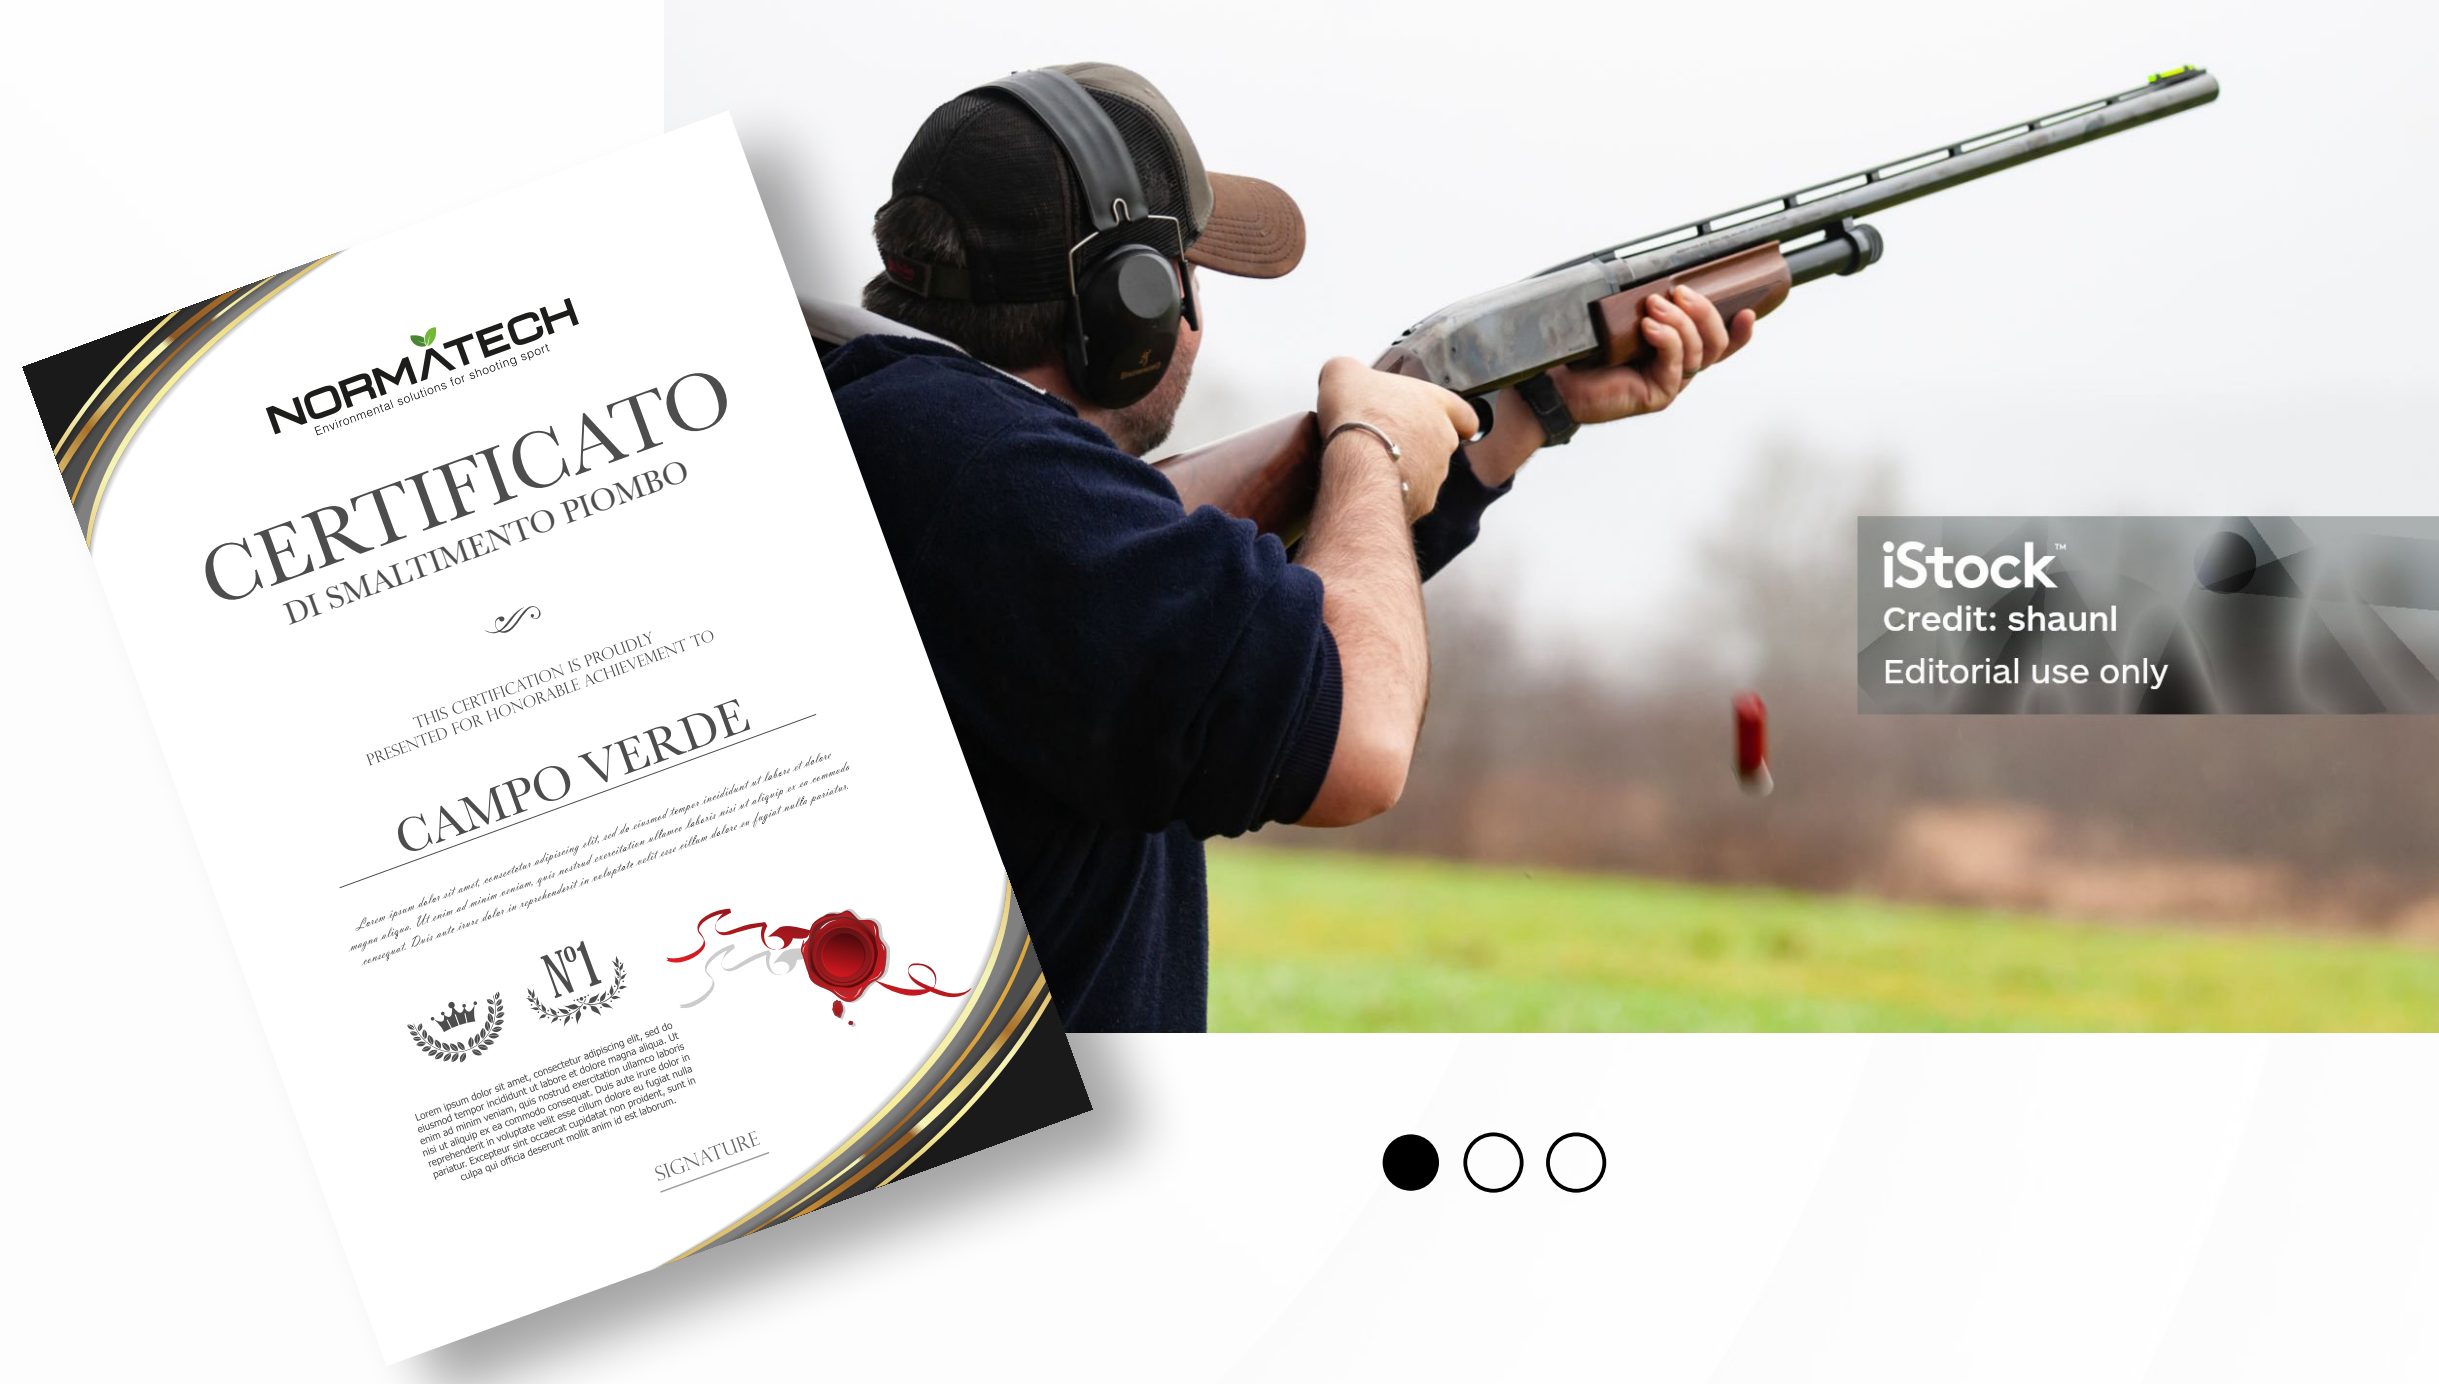 NORMATECH
Environmental solutions for shooting sport
CERTIFICATO
DI SMALTIMENTO PIOMBO
THIS CERTIFICATION IS PROUDLY
PRESENTED FOR HONORABLE ACHIEVEMENT TO
CAMPO VERDE
Lorem ipsum dolor sit amet, consectetur adipiscing elit, sed do eiusmod tempor incididunt ut labore et dolore
magna aliqua. Ut enim ad minim veniam, quis nostrud exercitation ullamco laboris nisi ut aliquip ex ea commodo
consequat. Duis aute irure dolor in reprehenderit in voluptate velit esse cillum dolore eu fugiat nulla pariatur.
Nº1
Lorem ipsum dolor sit amet, consectetur adipiscing elit, sed do
eiusmod tempor incididunt ut labore et dolore magna aliqua. Ut
enim ad minim veniam, quis nostrud exercitation ullamco laboris
nisi ut aliquip ex ea commodo consequat. Duis aute irure dolor in
reprehenderit in voluptate velit esse cillum dolore eu fugiat nulla
pariatur. Excepteur sint occaecat cupidatat non proident, sunt in
culpa qui officia deserunt mollit anim id est laborum.
SIGNATURE
iStock™
Credit: shaunl
Editorial use only